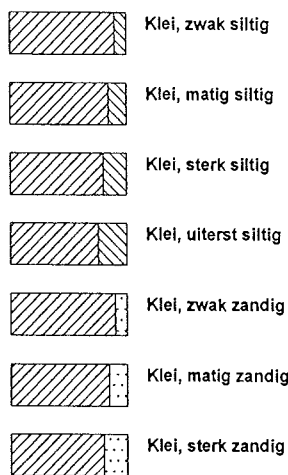 Klei, zwak siltig
Klei, matig siltig
Klei, sterk siltig
Klei, uiterst siltig
Klei, zwak zandig
Klei, matig zandig
Klei, sterk zandig